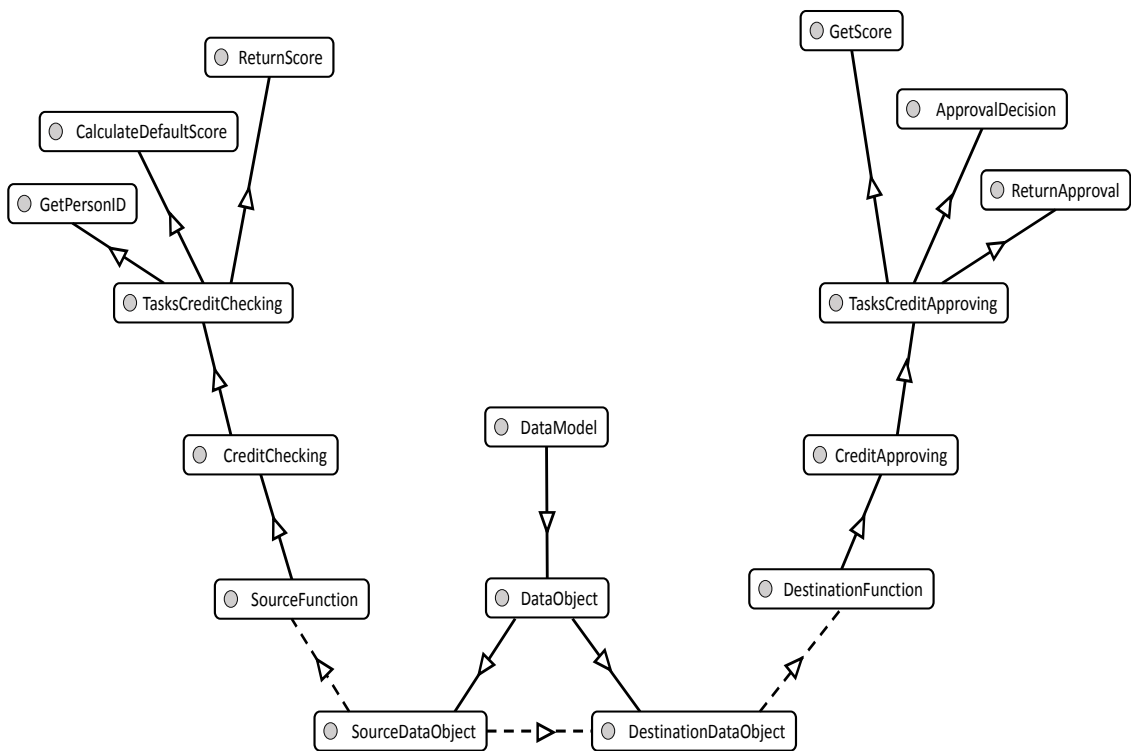 GetScore
ReturnScore
ApprovalDecision
CalculateDefaultScore
ReturnApproval
GetPersonID
TasksCreditChecking
TasksCreditApproving
DataModel
CreditChecking
CreditApproving
DestinationFunction
SourceFunction
DataObject
SourceDataObject
DestinationDataObject